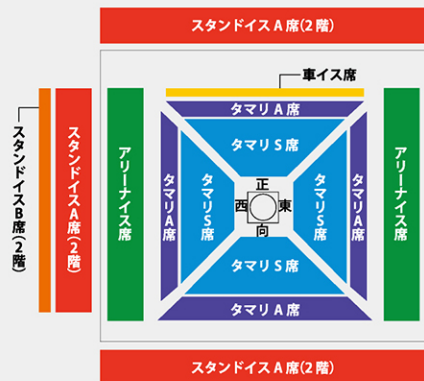 スタンドイスA席(2階)
車イス席
タマリA席
タマリS席
スタンドイスB席(2階)
スタンドイスA席(2階)
アリーナイス席
タマリA席
タマリS席
正
西
東
向
タマリS席
タマリA席
アリーナイス席
タマリS席
タマリA席
スタンドイスA席(2階)